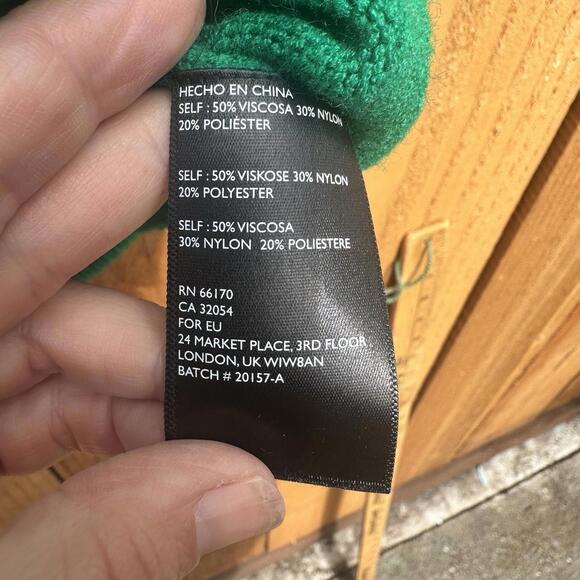 HECHO EN CHINA
SELF : 50% VISCOSA 30% NYLON
20% POLIÉSTER
SELF : 50% VISKOSE 30% NYLON
20% POLYESTER
SELF : 50% VISCOSA
30% NYLON 20% POLIESTERE
RN 66170
CA 32054
FOR EU
24 MARKET PLACE, 3RD FLOOR
LONDON, UK WIW8AN
BATCH # 20157-A